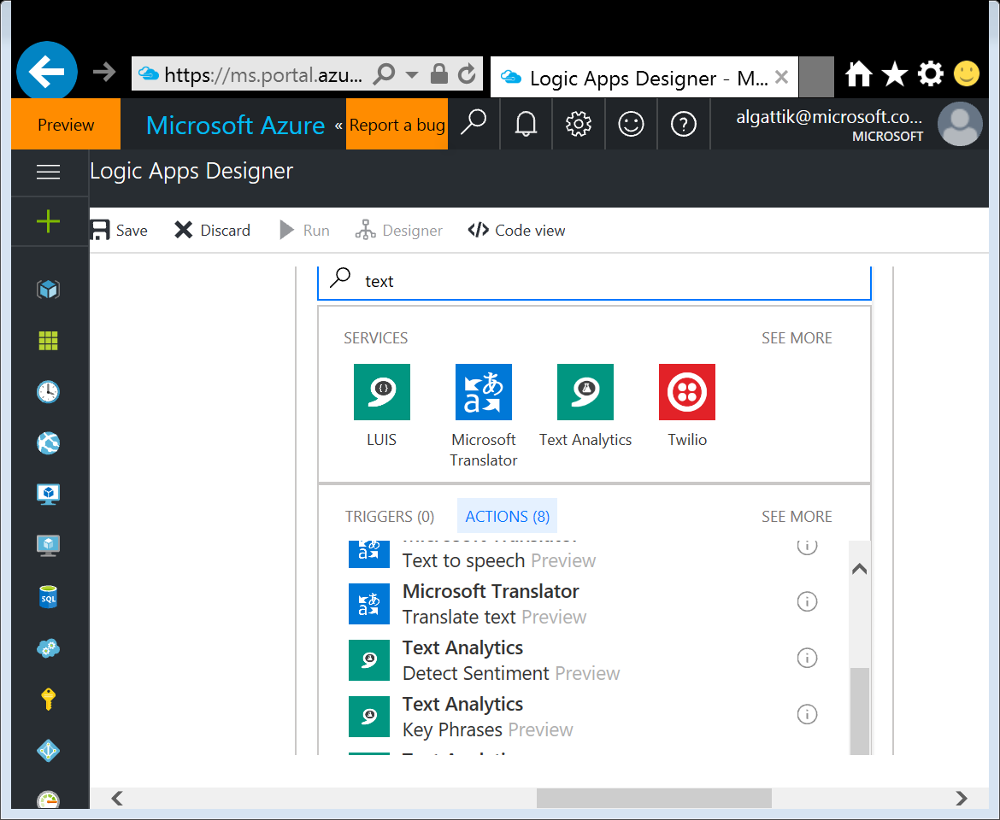 https://ms.portal.azu...
Logic Apps Designer - M...
Preview
Microsoft Azure «
Report a bug
algattik@microsoft.co...
MICROSOFT
Logic Apps Designer
Save
Discard
Run
Designer
Code view
text
SERVICES
SEE MORE
LUIS
Microsoft
Translator
Text Analytics
Twilio
TRIGGERS (0)
ACTIONS (8)
SEE MORE
Microsoft Translator
Text to speech Preview
Microsoft Translator
Translate text Preview
Text Analytics
Detect Sentiment Preview
Text Analytics
Key Phrases Preview